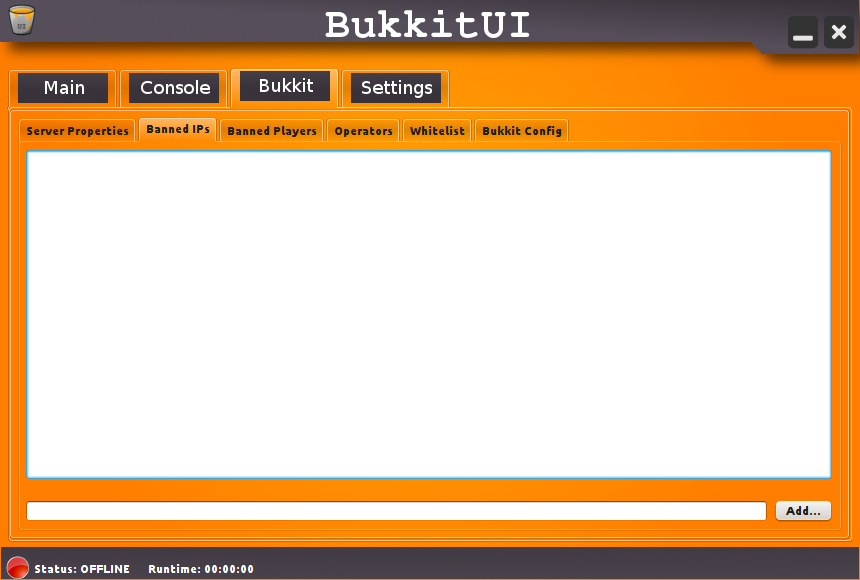 BukkitUI
UI
Main Console Bukkit Settings
Server Properties Banned IPs Banned Players Operators Whitelist Bukkit Config
Add...
Status: OFFLINE Runtime: 00:00:00